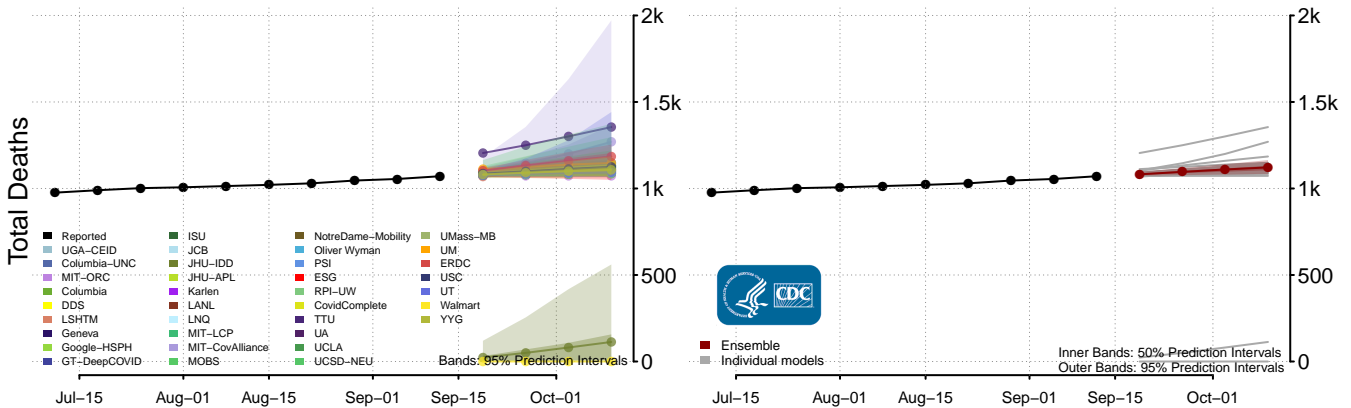 Total Deaths
2k
1.5k
1k
500
0
Reported
UGA−CEID
Columbia−UNC
MIT−ORC
Columbia
DDS
LSHTM
Geneva
Google−HSPH
GT−DeepCOVID
ISU
JCB
JHU−IDD
JHU−APL
Karlen
LANL
LNQ
MIT−LCP
MIT−CovAlliance
MOBS
NotreDame−Mobility
Oliver Wyman
PSI
ESG
RPI−UW
CovidComplete
TTU
UA
UCLA
UCSD−NEU
UMass−MB
UM
ERDC
USC
UT
Walmart
YYG
Bands: 95% Prediction Intervals
Jul−15
Aug−01
Aug−15
Sep−01
Sep−15
Oct−01
2k
1.5k
1k
500
0
CDC
Ensemble
Individual models
Inner Bands: 50% Prediction Intervals
Outer Bands: 95% Prediction Intervals
Jul−15
Aug−01
Aug−15
Sep−01
Sep−15
Oct−01